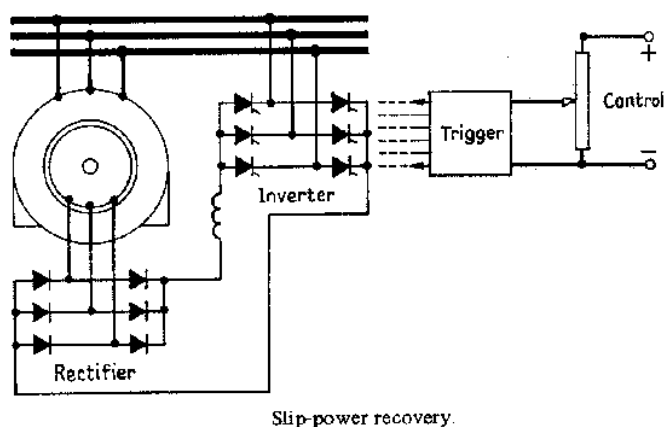 Inverter
Trigger
Control
+
−
Rectifier
Slip-power recovery.